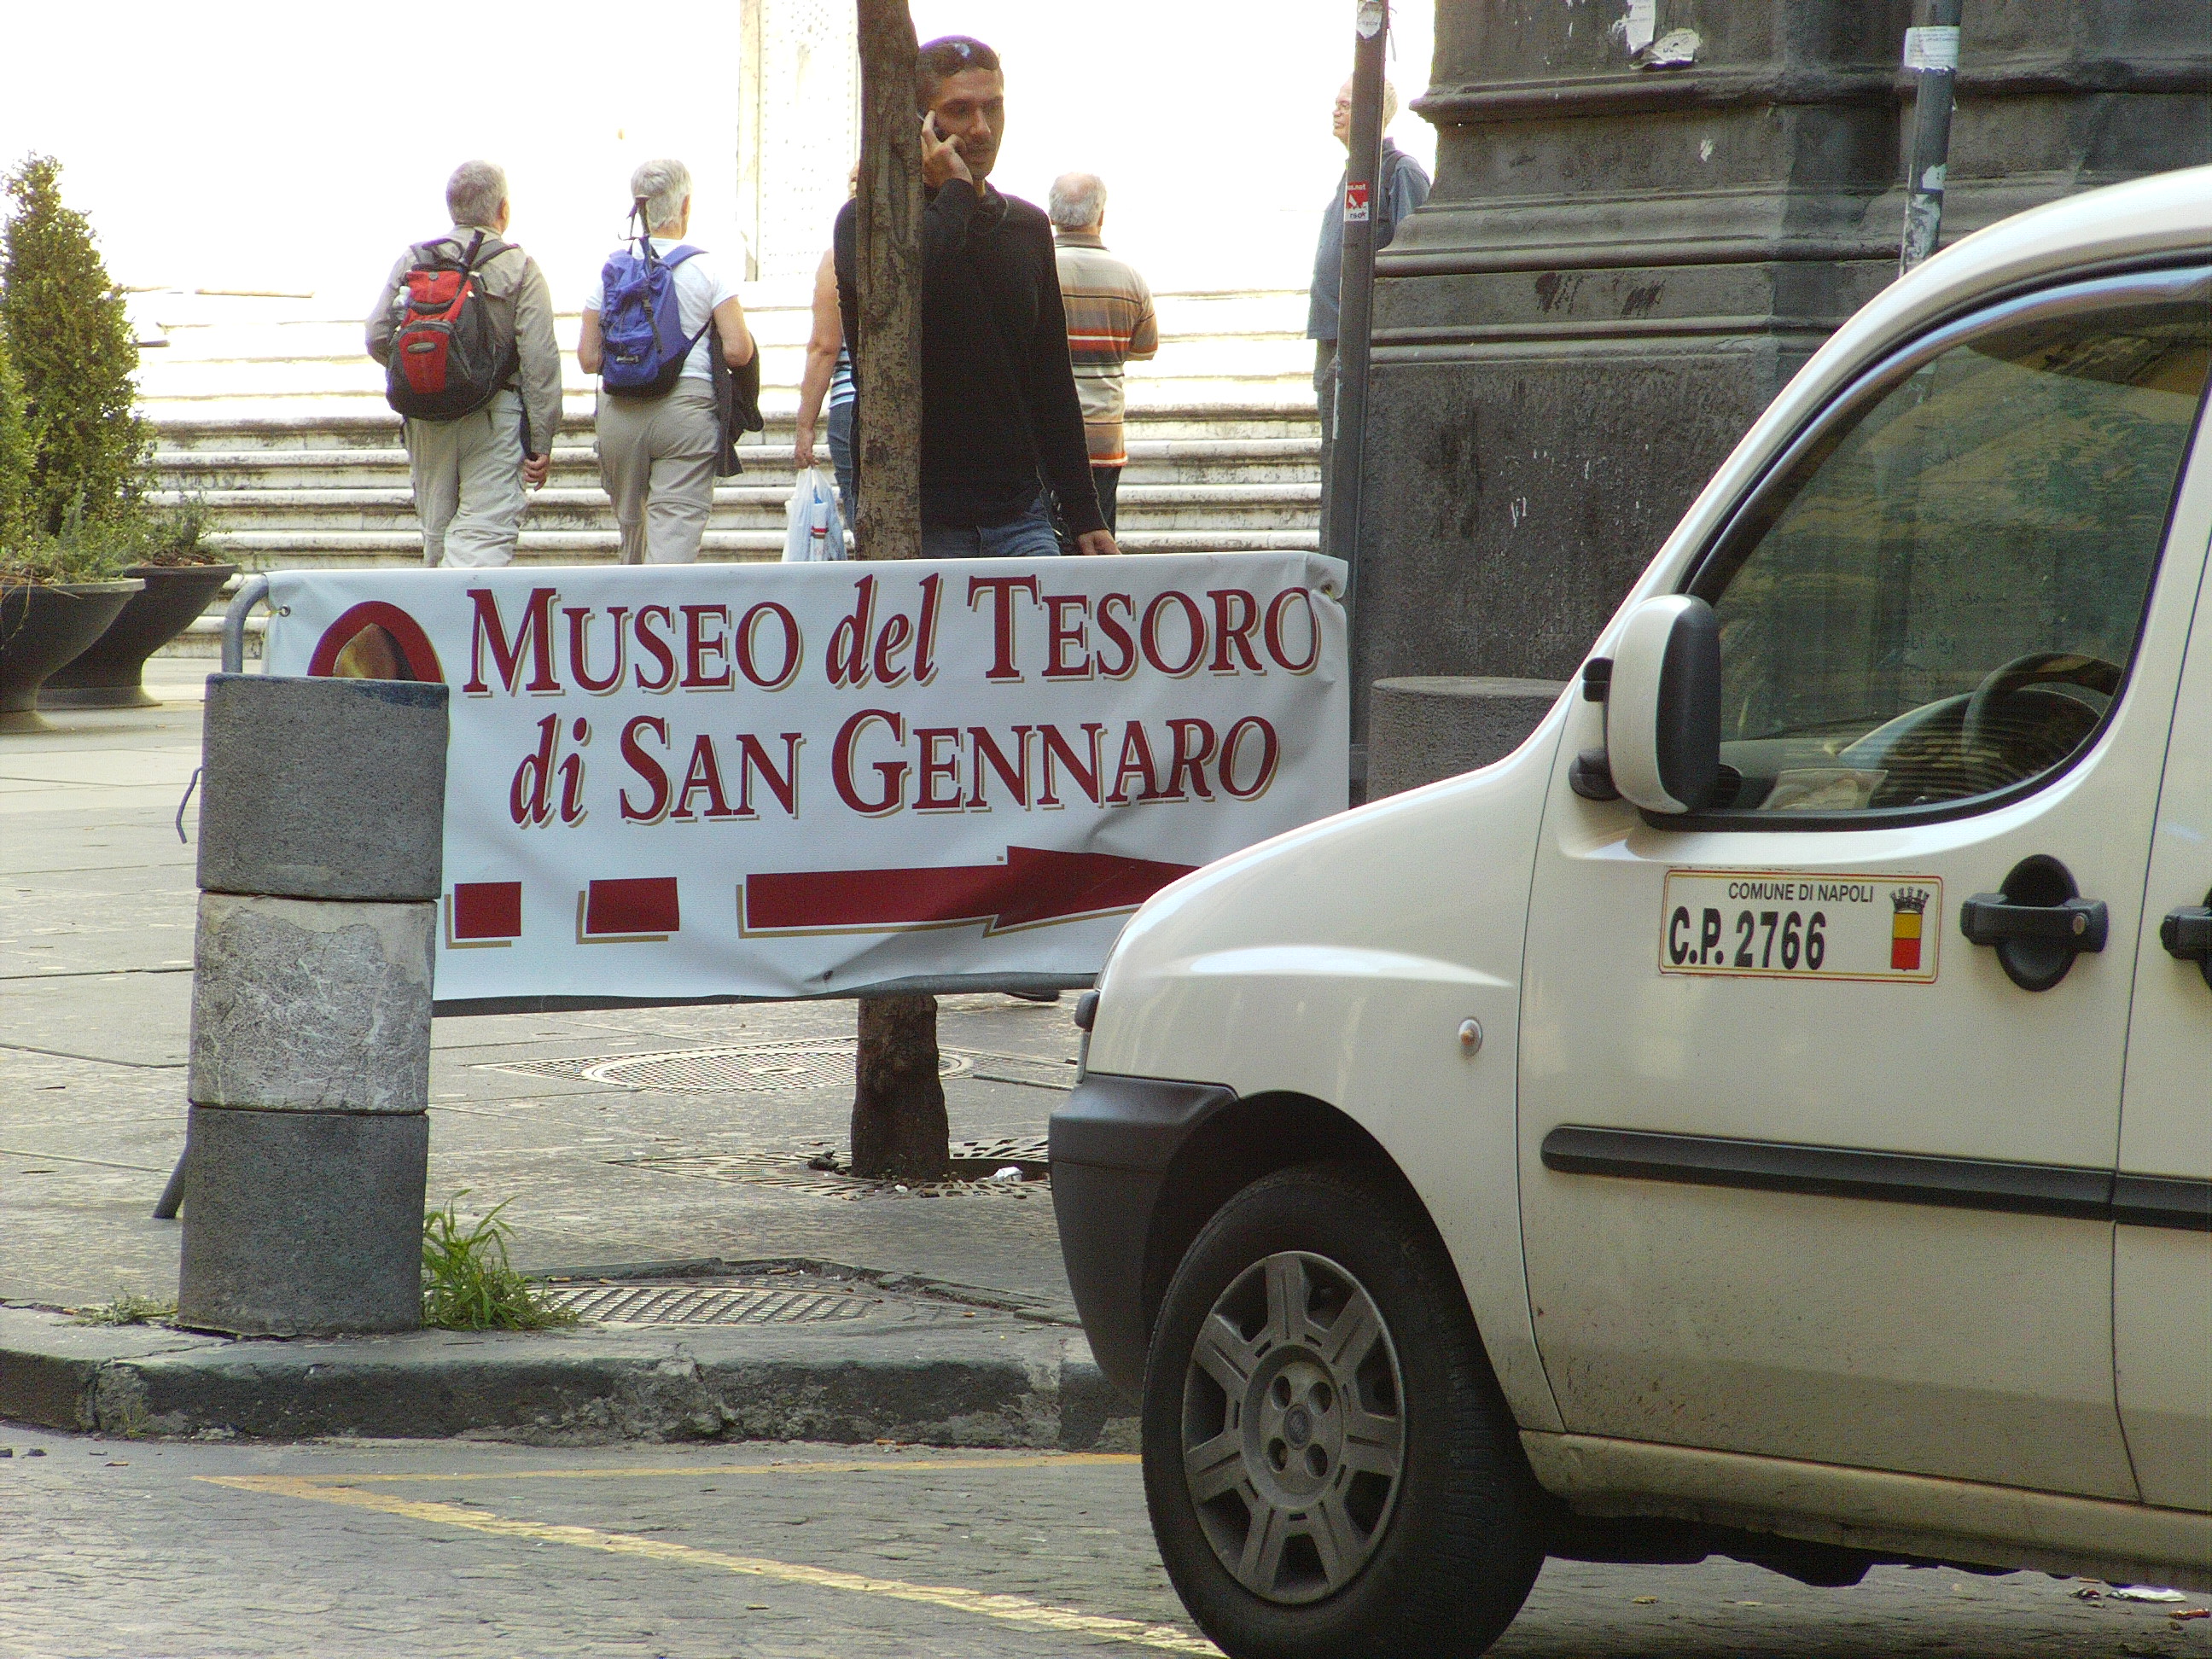 MUSEO del TESORO
di SAN GENNARO
COMUNE DI NAPOLI
C.P. 2766